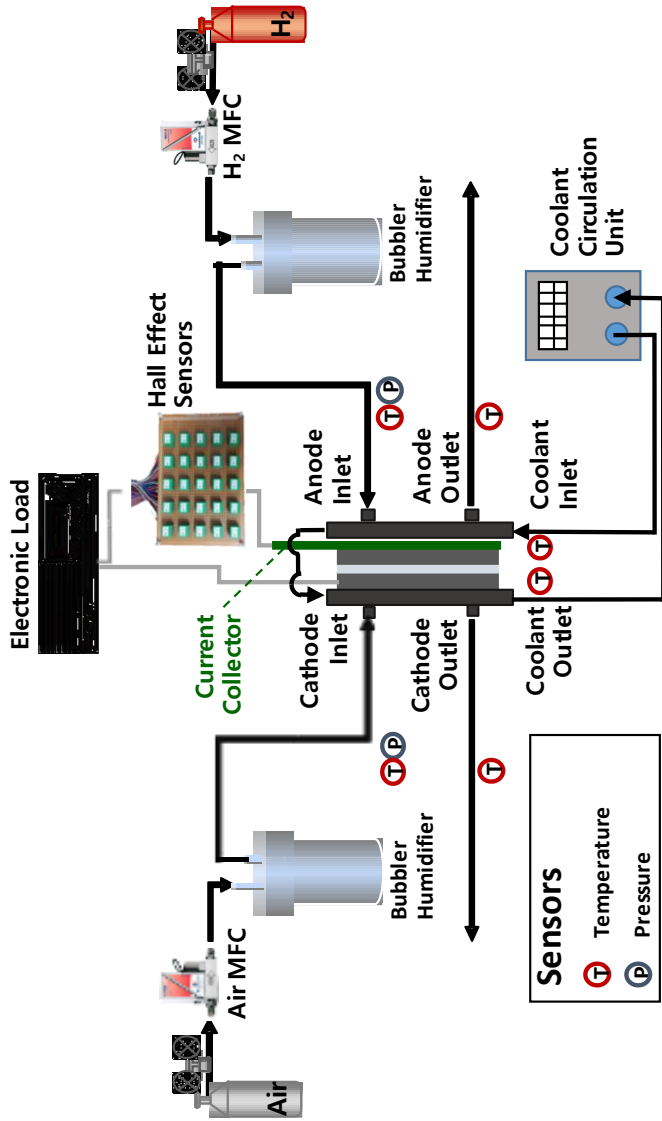 Electronic Load
Hall Effect
Sensors
H₂
H₂ MFC
Bubbler
Humidifier
Air
Air MFC
Bubbler
Humidifier
Current
Collector
Cathode
Inlet
Anode
Inlet
T P
T P
Cathode
Outlet
Anode
Outlet
T
T
Coolant
Outlet
Coolant
Inlet
T T
Coolant
Circulation
Unit
Sensors
T Temperature
P Pressure